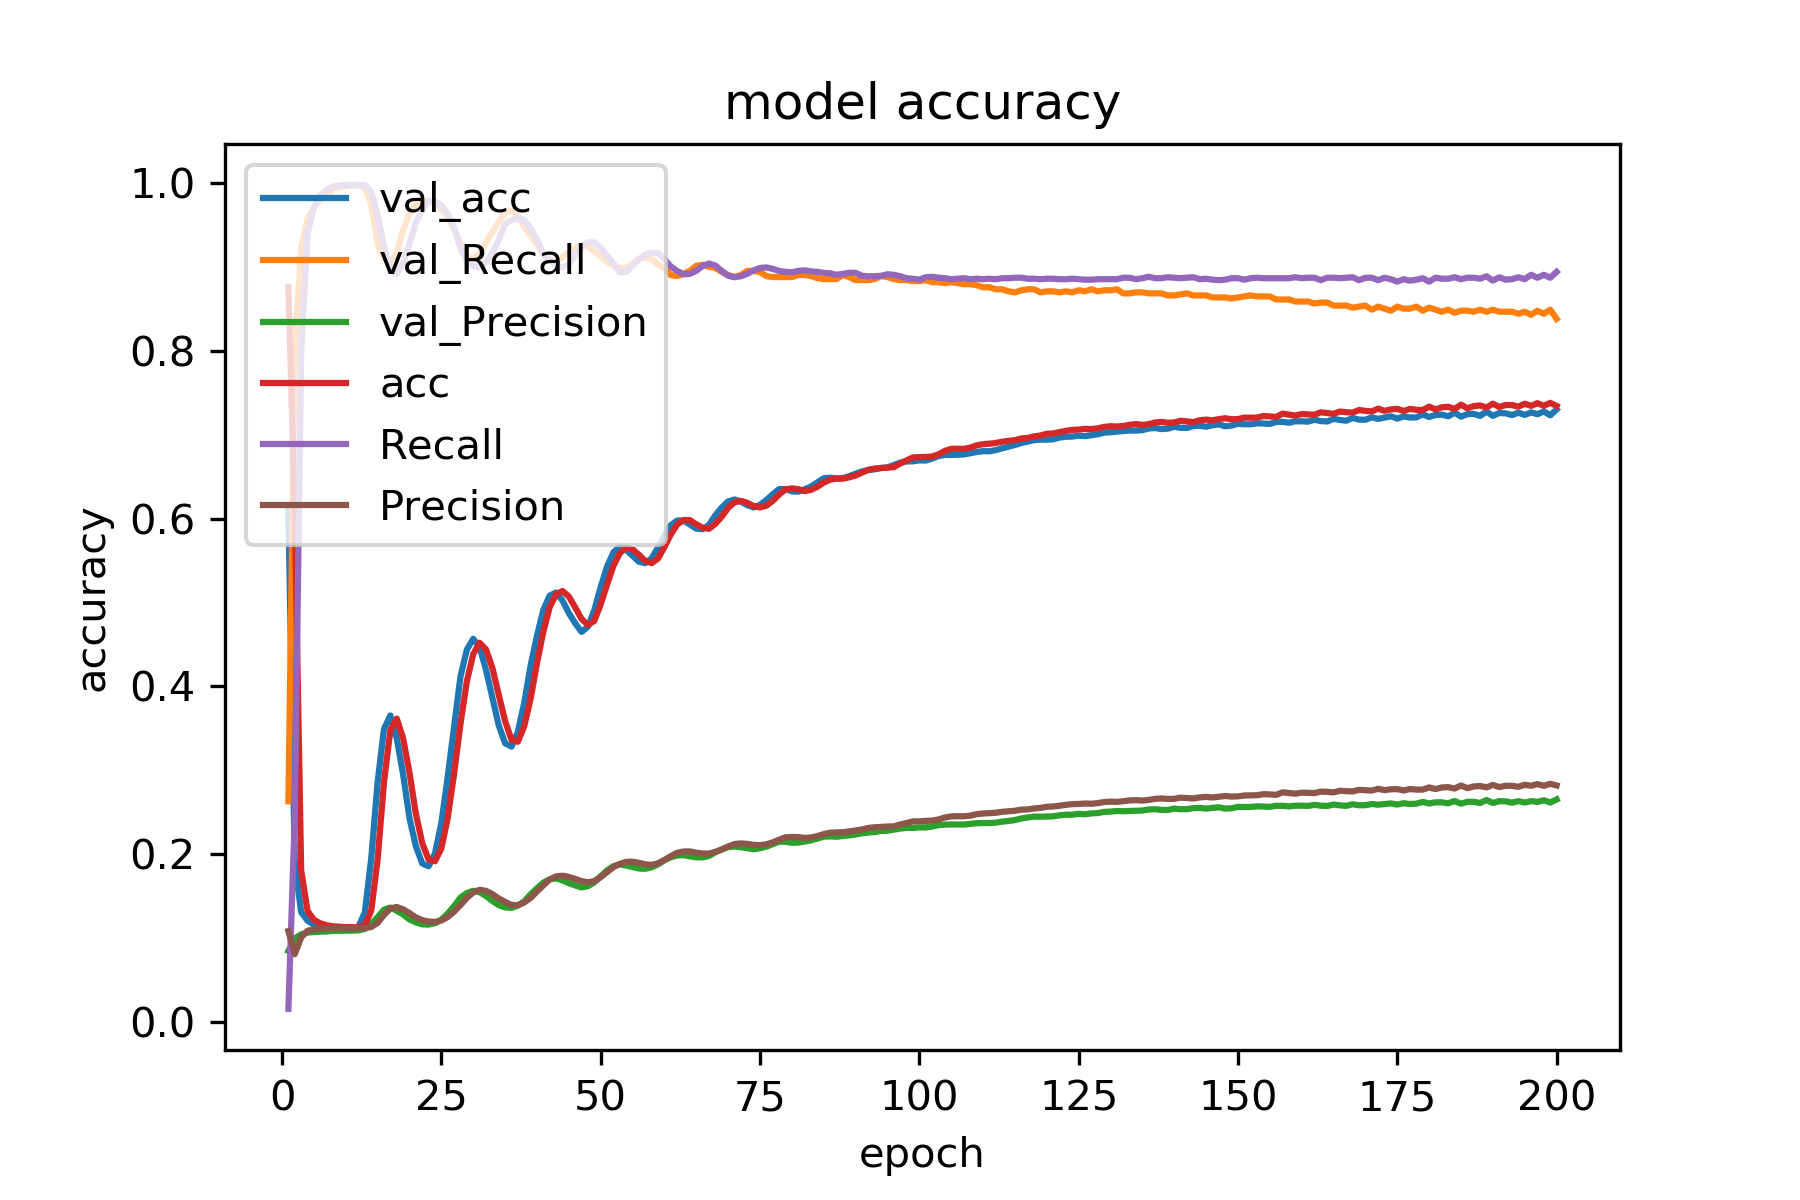 model accuracy
1.0
0.8
0.6
0.4
0.2
0.0
accuracy
val_acc
val_Recall
val_Precision
acc
Recall
Precision
0 25 50 75 100 125 150 175 200
epoch